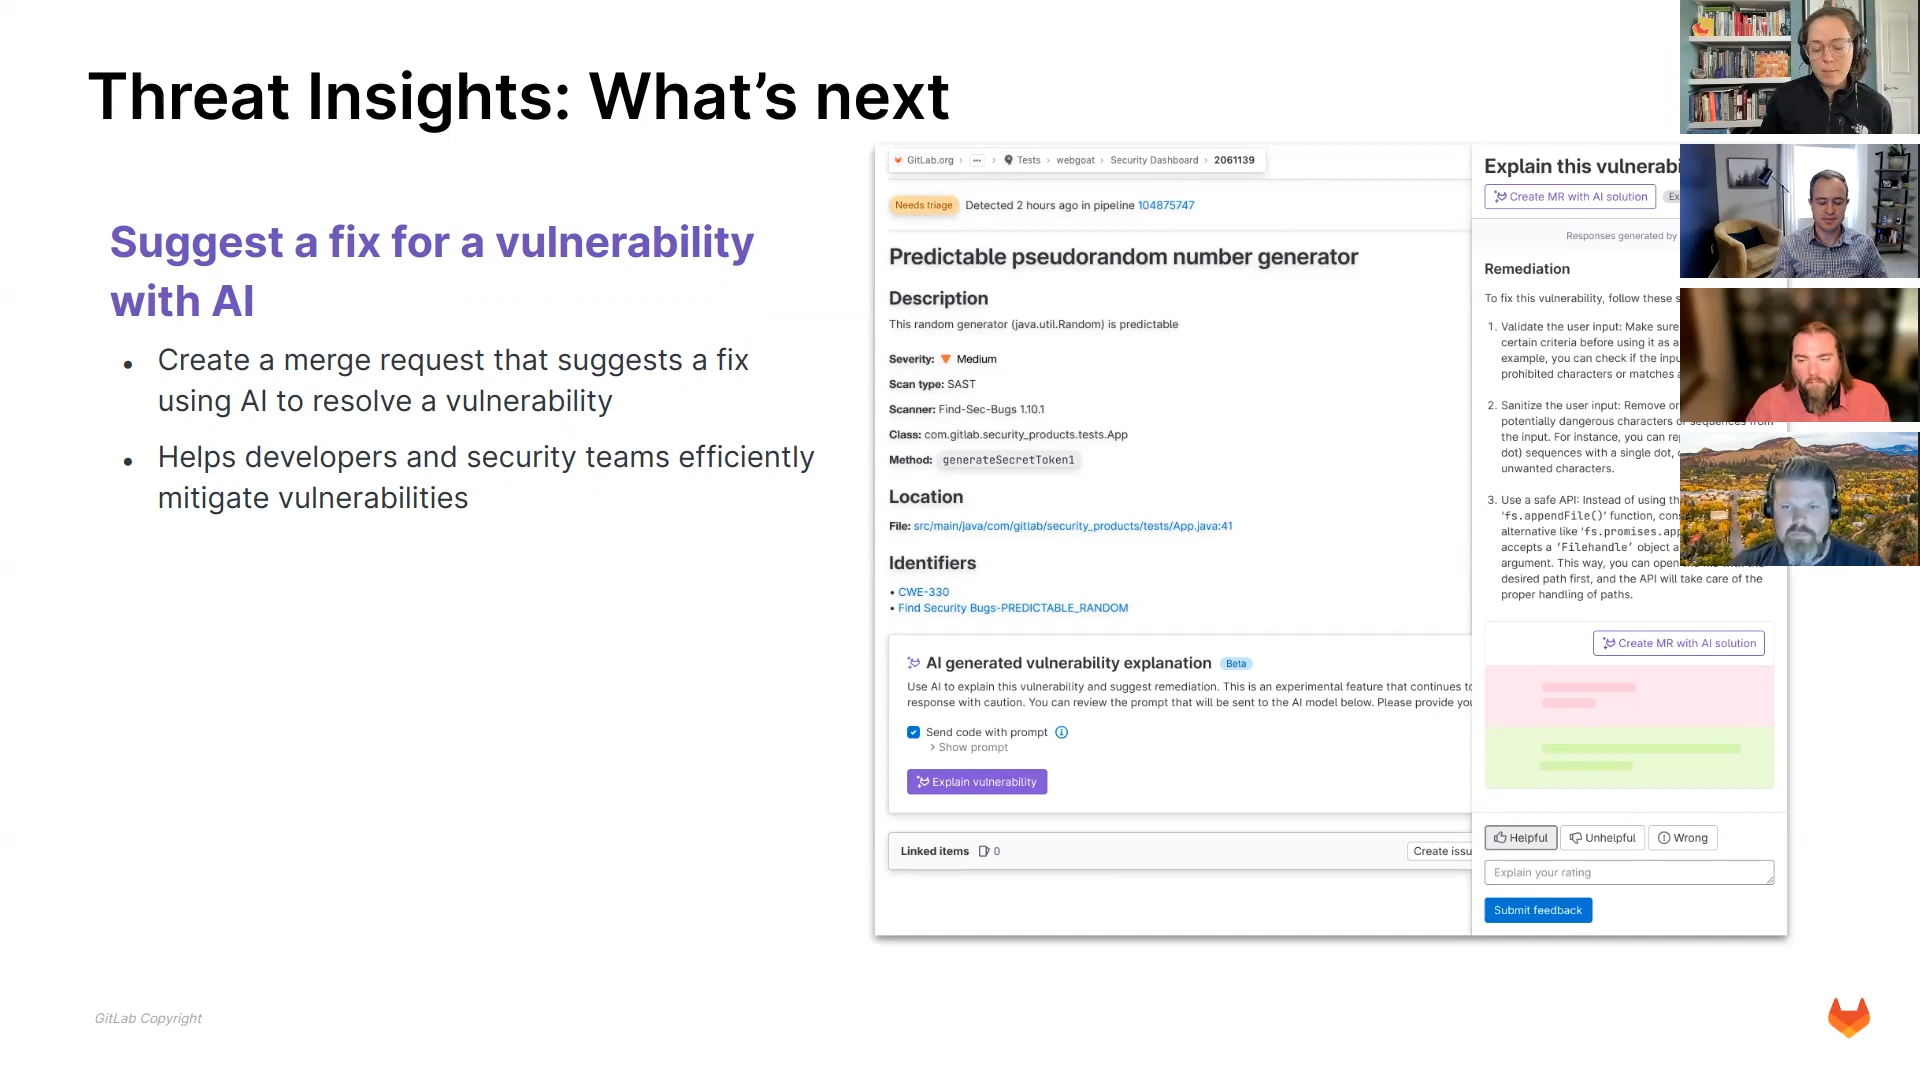 Threat Insights: What's next
Suggest a fix for a vulnerability
with AI
• Create a merge request that suggests a fix
using AI to resolve a vulnerability
• Helps developers and security teams efficiently
mitigate vulnerabilities
GitLab.org › ... › Tests › webgoat › Security Dashboard › 2061139
Needs triage Detected 2 hours ago in pipeline 104875747
Predictable pseudorandom number generator
Description
This random generator (java.util.Random) is predictable
Severity: Medium
Scan type: SAST
Scanner: Find-Sec-Bugs 1.10.1
Class: com.gitlab.security_products.tests.App
Method: generateSecretToken1
Location
File: src/main/java/com/gitlab/security_products/tests/App.java:41
Identifiers
• CWE-330
• Find Security Bugs-PREDICTABLE_RANDOM
AI generated vulnerability explanation Beta
Use AI to explain this vulnerability and suggest remediation. This is an experimental feature that continues to
response with caution. You can review the prompt that will be sent to the AI model below. Please provide you
Send code with prompt
› Show prompt
Explain vulnerability
Linked items 0
Create issu
Explain this vulnerabi
Create MR with AI solution Ex
Responses generated by
Remediation
To fix this vulnerability, follow these s
1. Validate the user input: Make sure
certain criteria before using it as a
example, you can check if the inpu
prohibited characters or matches a
2. Sanitize the user input: Remove or
potentially dangerous characters or sequences from
the input. For instance, you can rep
dot) sequences with a single dot,
unwanted characters.
3. Use a safe API: Instead of using th
'fs.appendFile()' function, cons
alternative like 'fs.promises.app
accepts a 'Filehandle' object a
argument. This way, you can open
desired path first, and the API will take care of the
proper handling of paths.
Create MR with AI solution
Helpful Unhelpful Wrong
Explain your rating
Submit feedback
GitLab Copyright